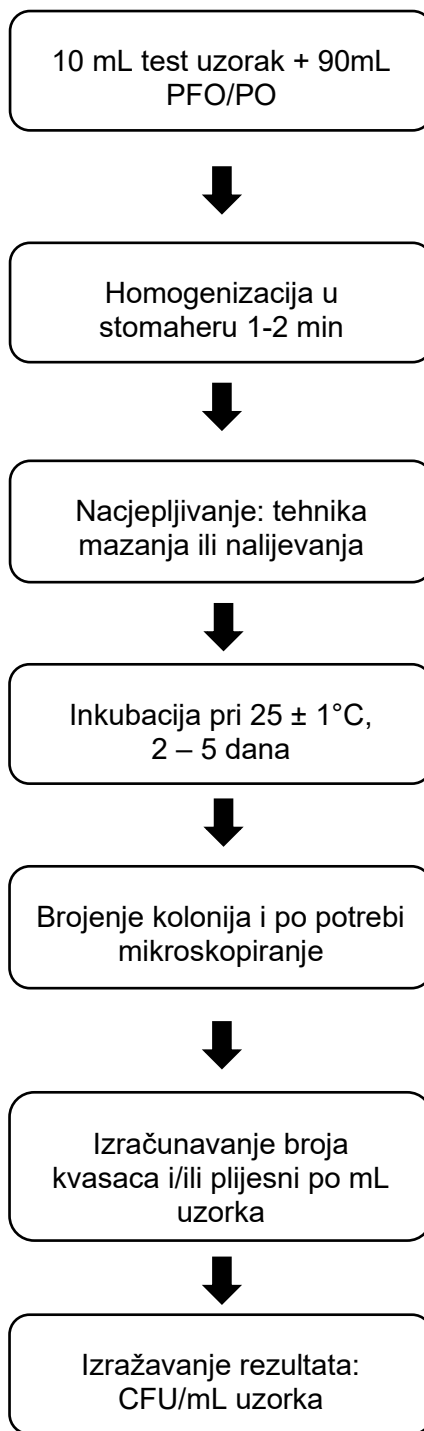 10 mL test uzorak + 90mL
PFO/PO
Homogenizacija u
stomaheru 1-2 min
Nacjepljivanje: tehnika
mazanja ili nalijevanja
Inkubacija pri 25 ± 1°C,
2 – 5 dana
Brojenje kolonija i po potrebi
mikroskopiranje
Izračunavanje broja
kvasaca i/ili plijesni po mL
uzorka
Izražavanje rezultata:
CFU/mL uzorka